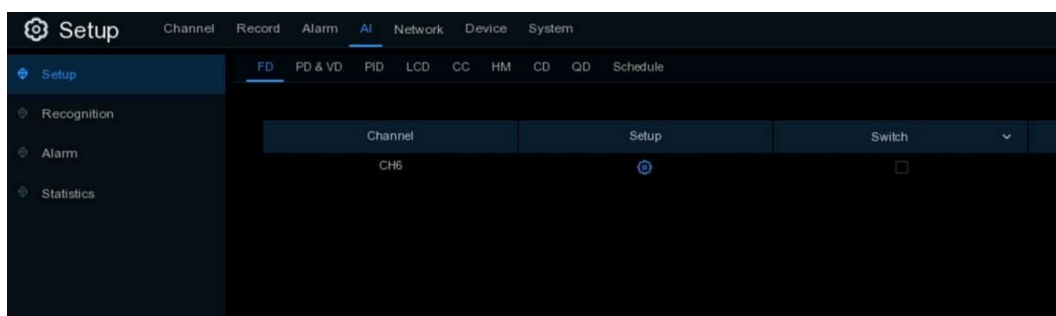 Setup Channel Record Alarm AI Network Device System
Setup FD PD & VD PID LCD CC HM CD QD Schedule
Recognition
Channel Setup Switch
Alarm
CH6
Statistics